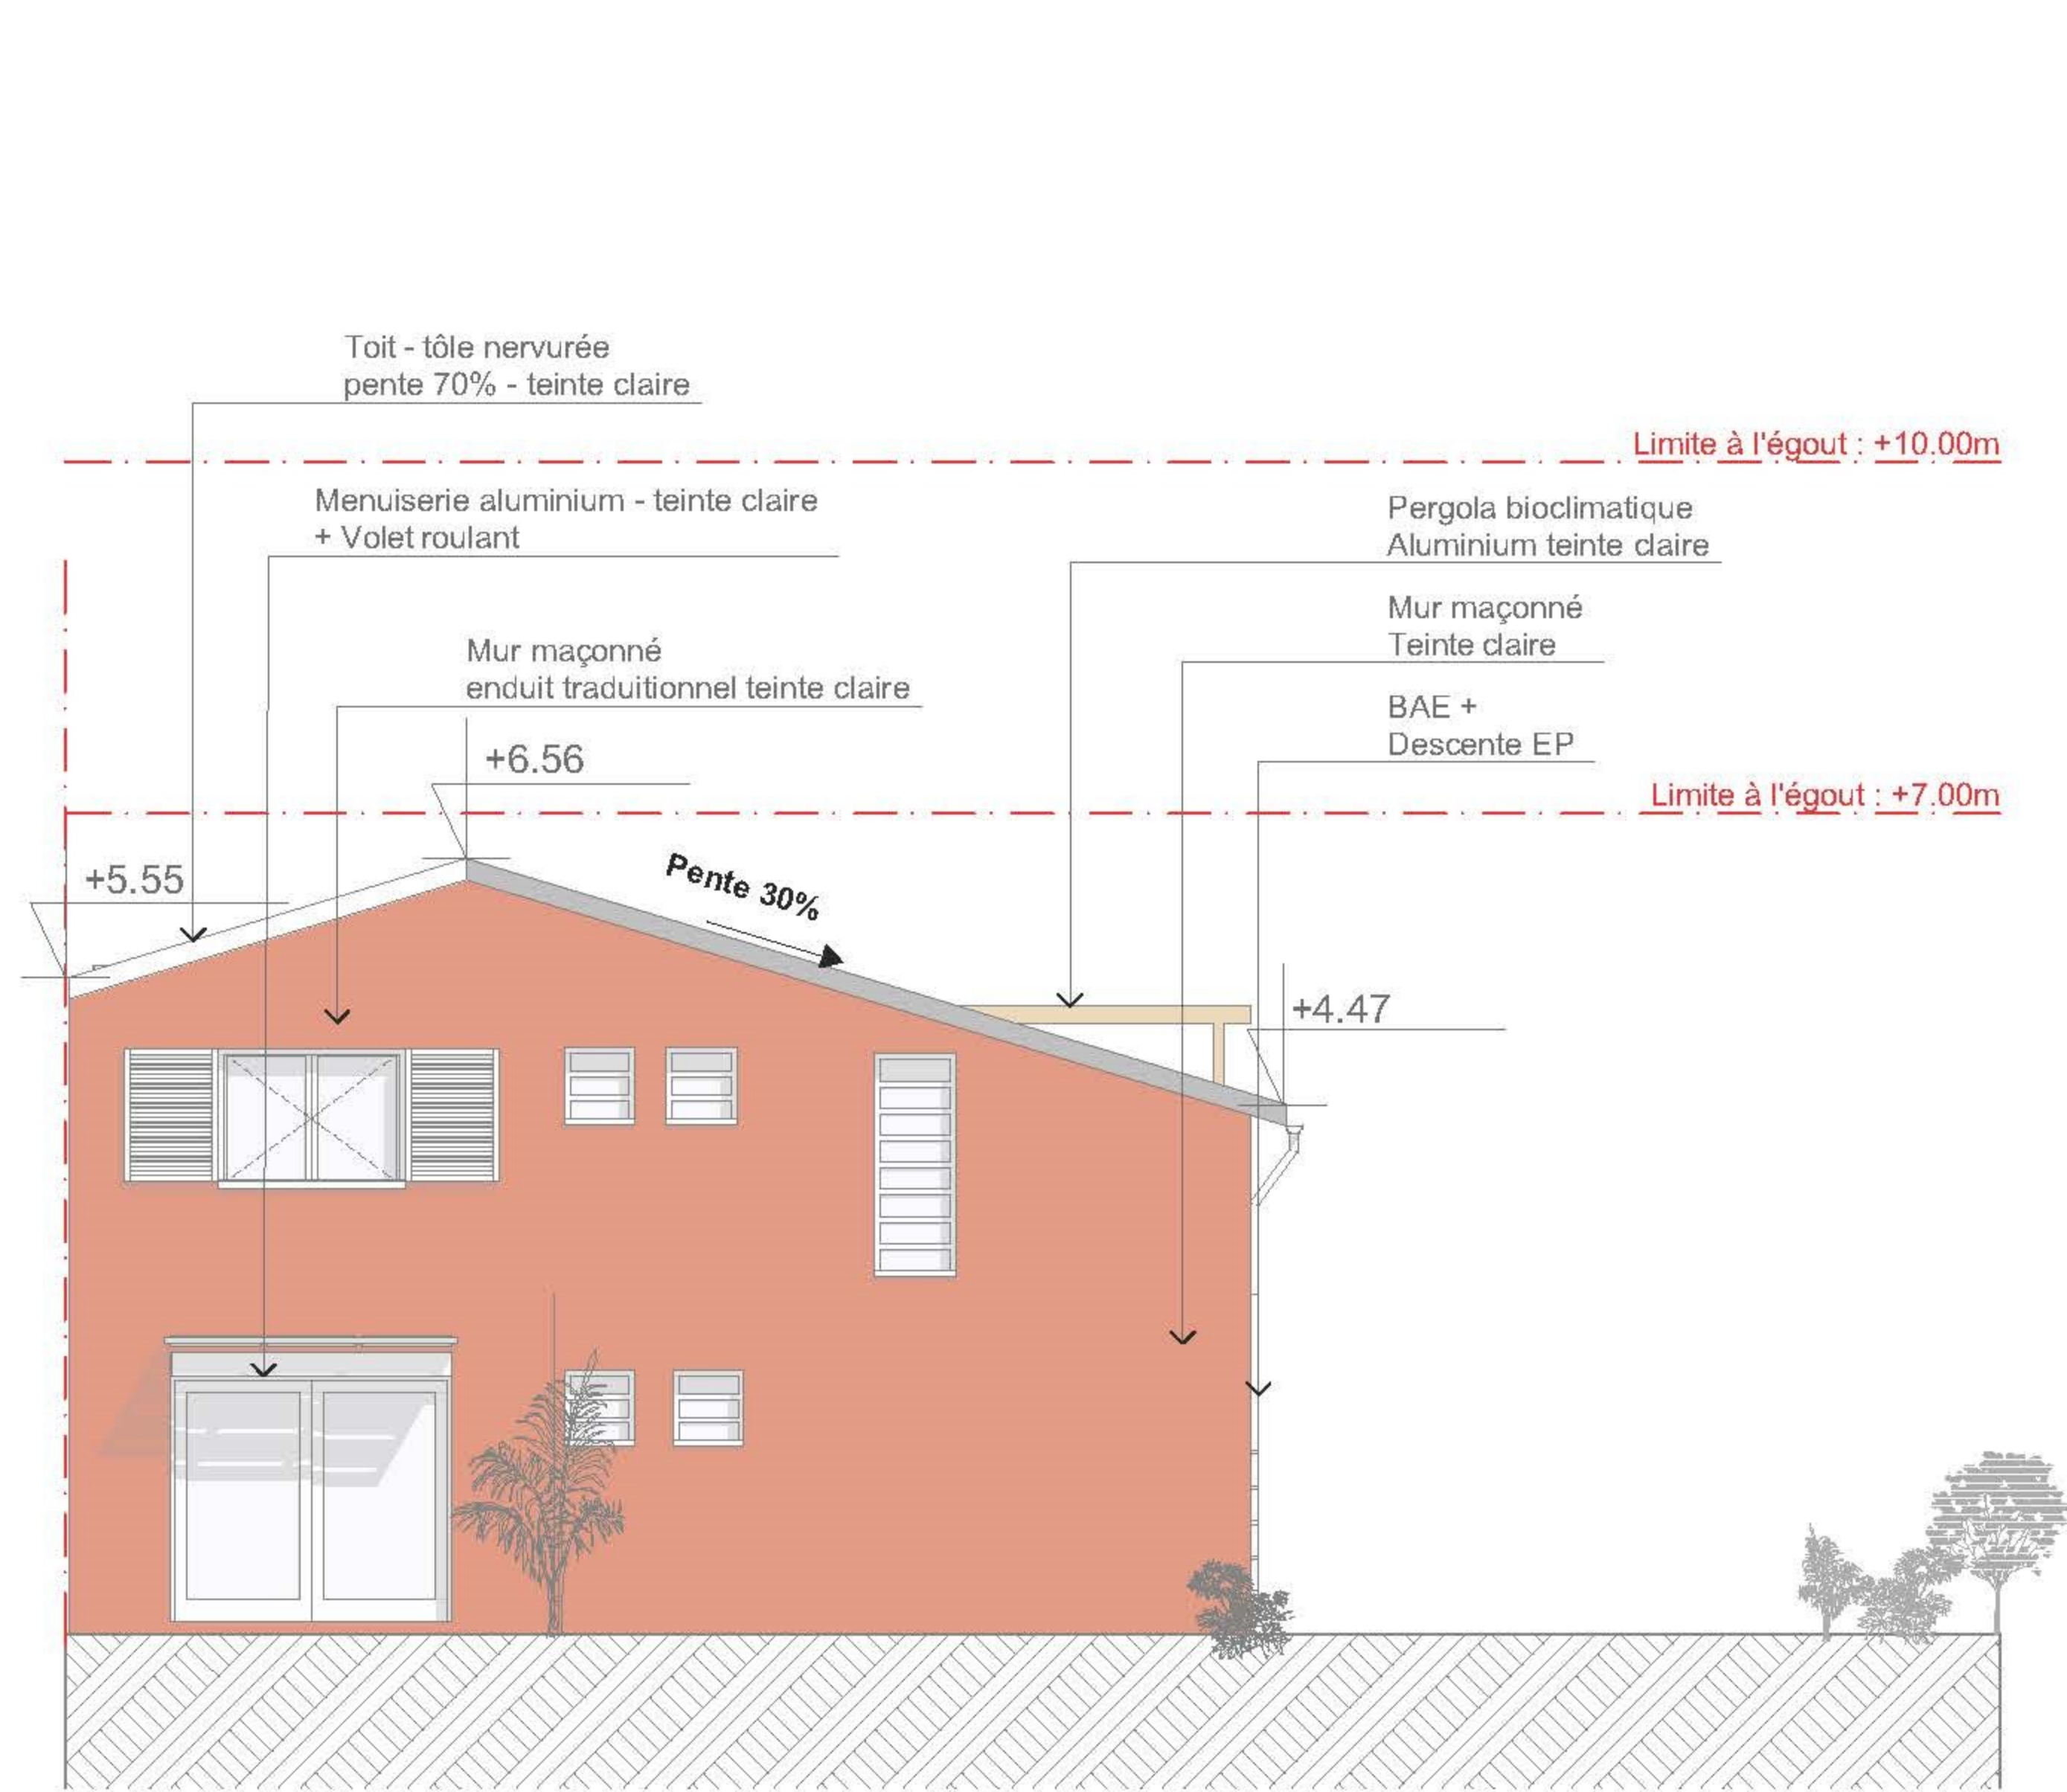 Toit - tôle nervurée
pente 70% - teinte claire
Limite à l'égout : +10.00m
Menuiserie aluminium - teinte claire
+ Volet roulant
Pergola bioclimatique
Aluminium teinte claire
Mur maçonné
Teinte claire
Mur maçonné
enduit traduitionnel teinte claire
BAE +
Descente EP
+6.56
Limite à l'égout : +7.00m
+5.55
Pente 30%
+4.47